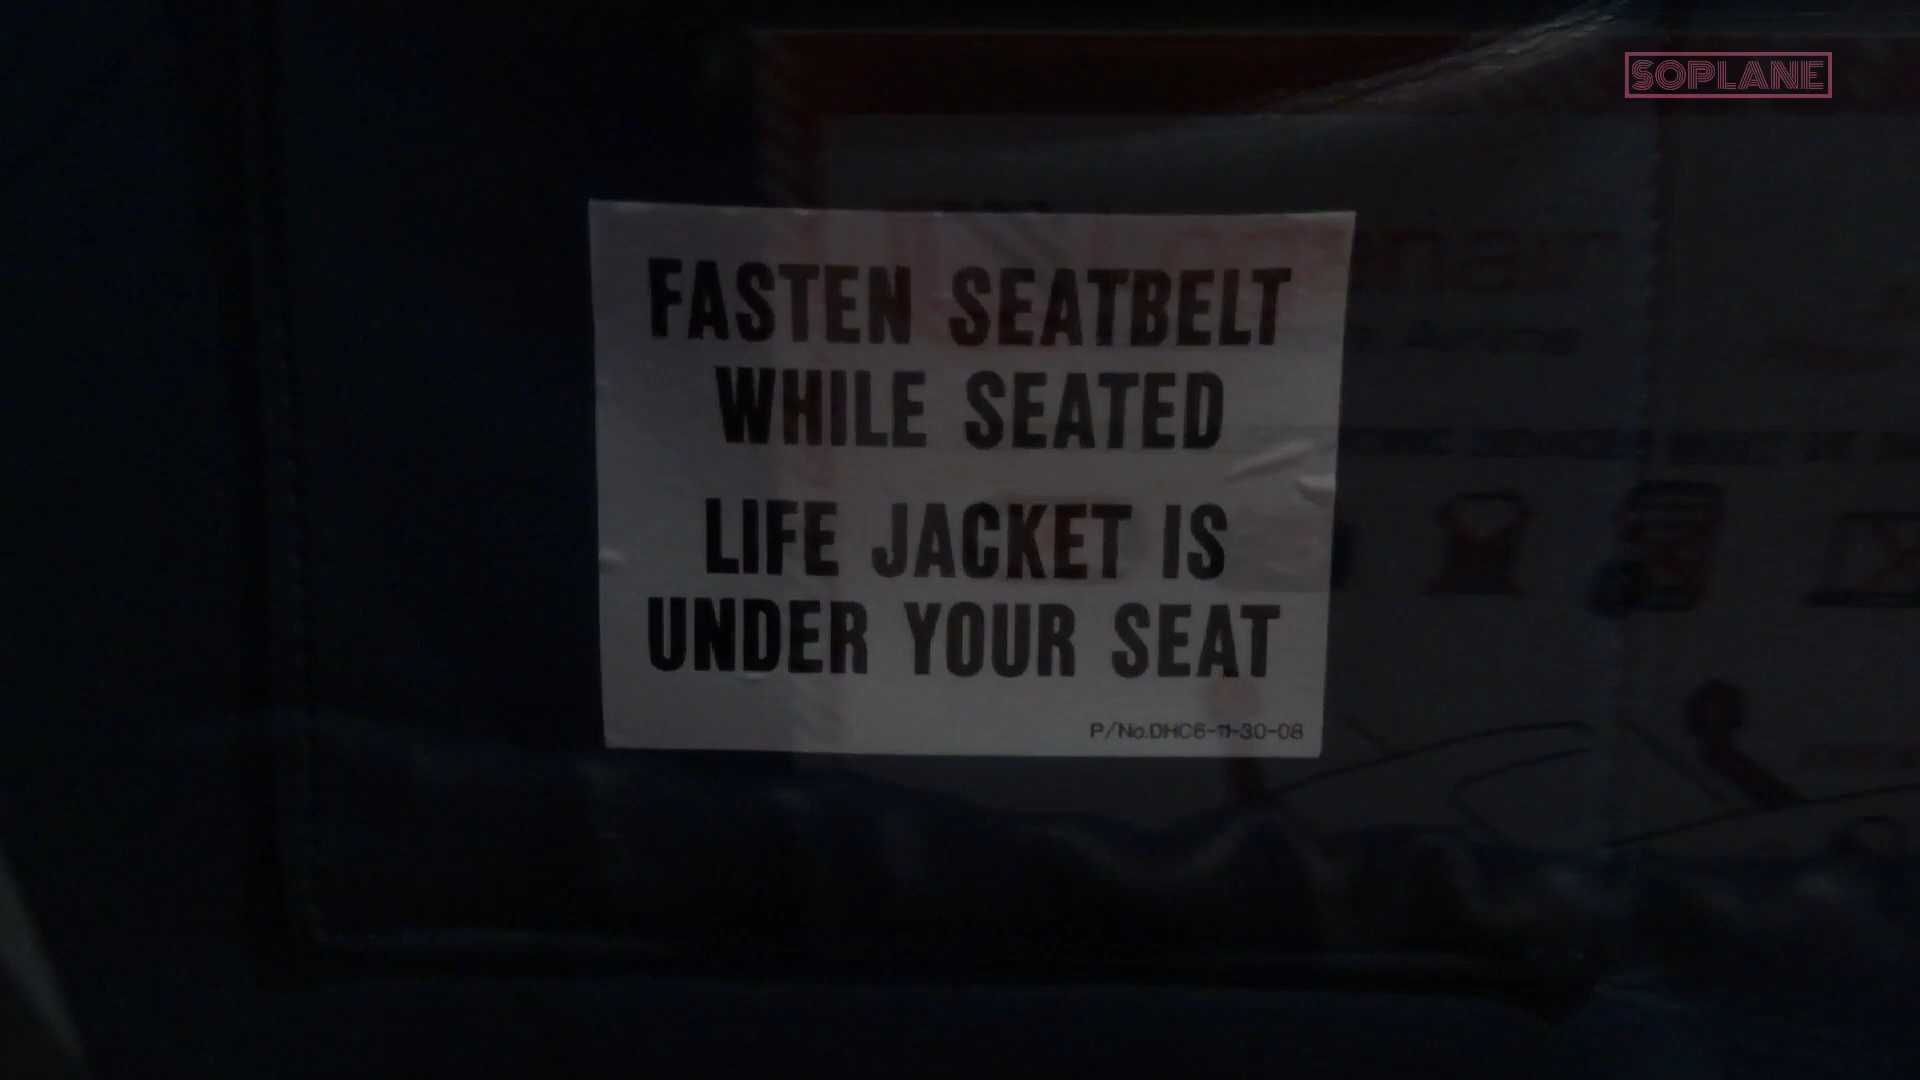 SOPLANE
FASTEN SEATBELT
WHILE SEATED
LIFE JACKET IS
UNDER YOUR SEAT
P/No.DHC6-11-30-08